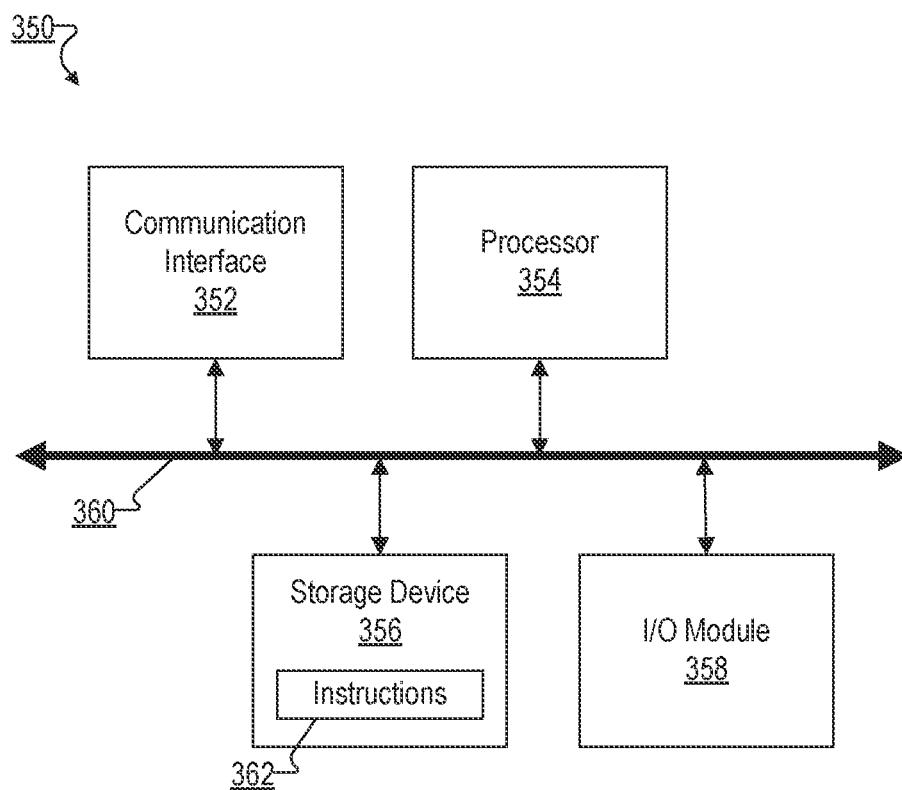 350
Communication
Interface
352
Processor
354
360
Storage Device
356
Instructions
362
I/O Module
358